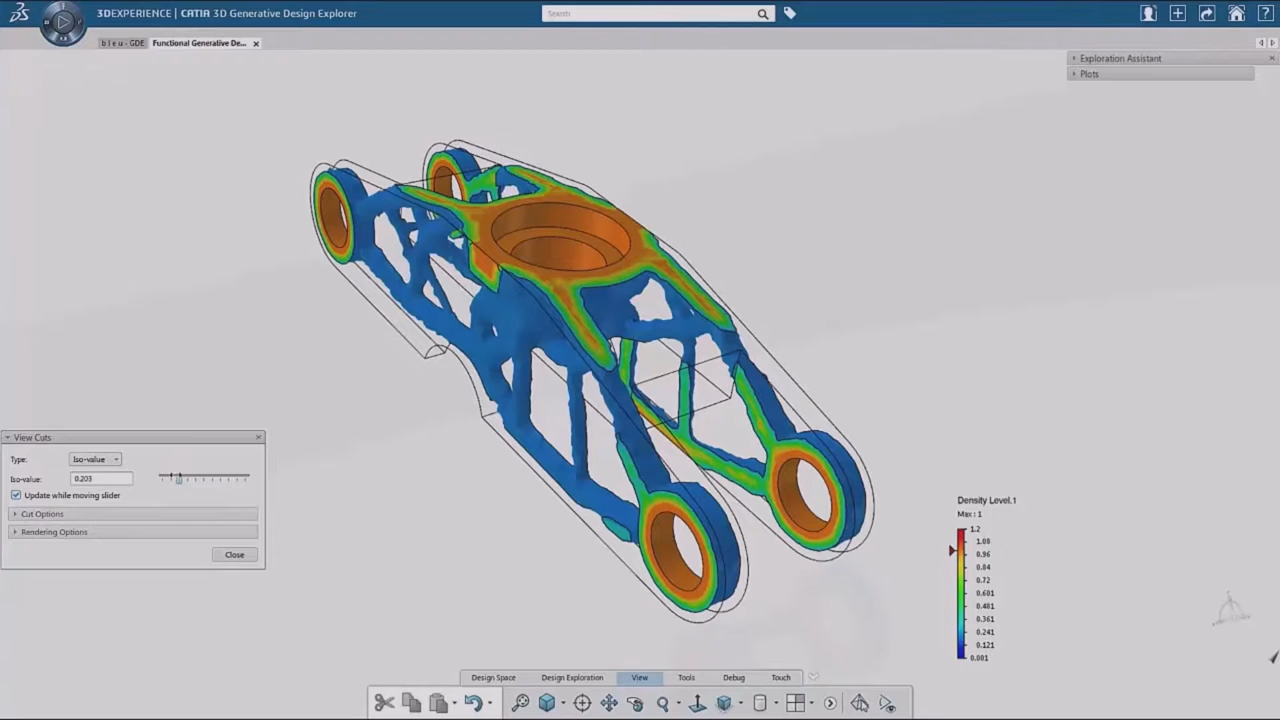 3DEXPERIENCE | CATIA 3D Generative Design Explorer
Search
b l e u - GDE
Functional Generative De...
Exploration Assistant
Plots
View Cuts
Type: Iso-value
Iso-value: 0.203
Update while moving slider
Cut Options
Rendering Options
Close
Density Level.1
Max : 1
1.2
1.08
0.96
0.84
0.72
0.601
0.481
0.361
0.241
0.121
0.001
Design Space Design Exploration View Tools Debug Touch